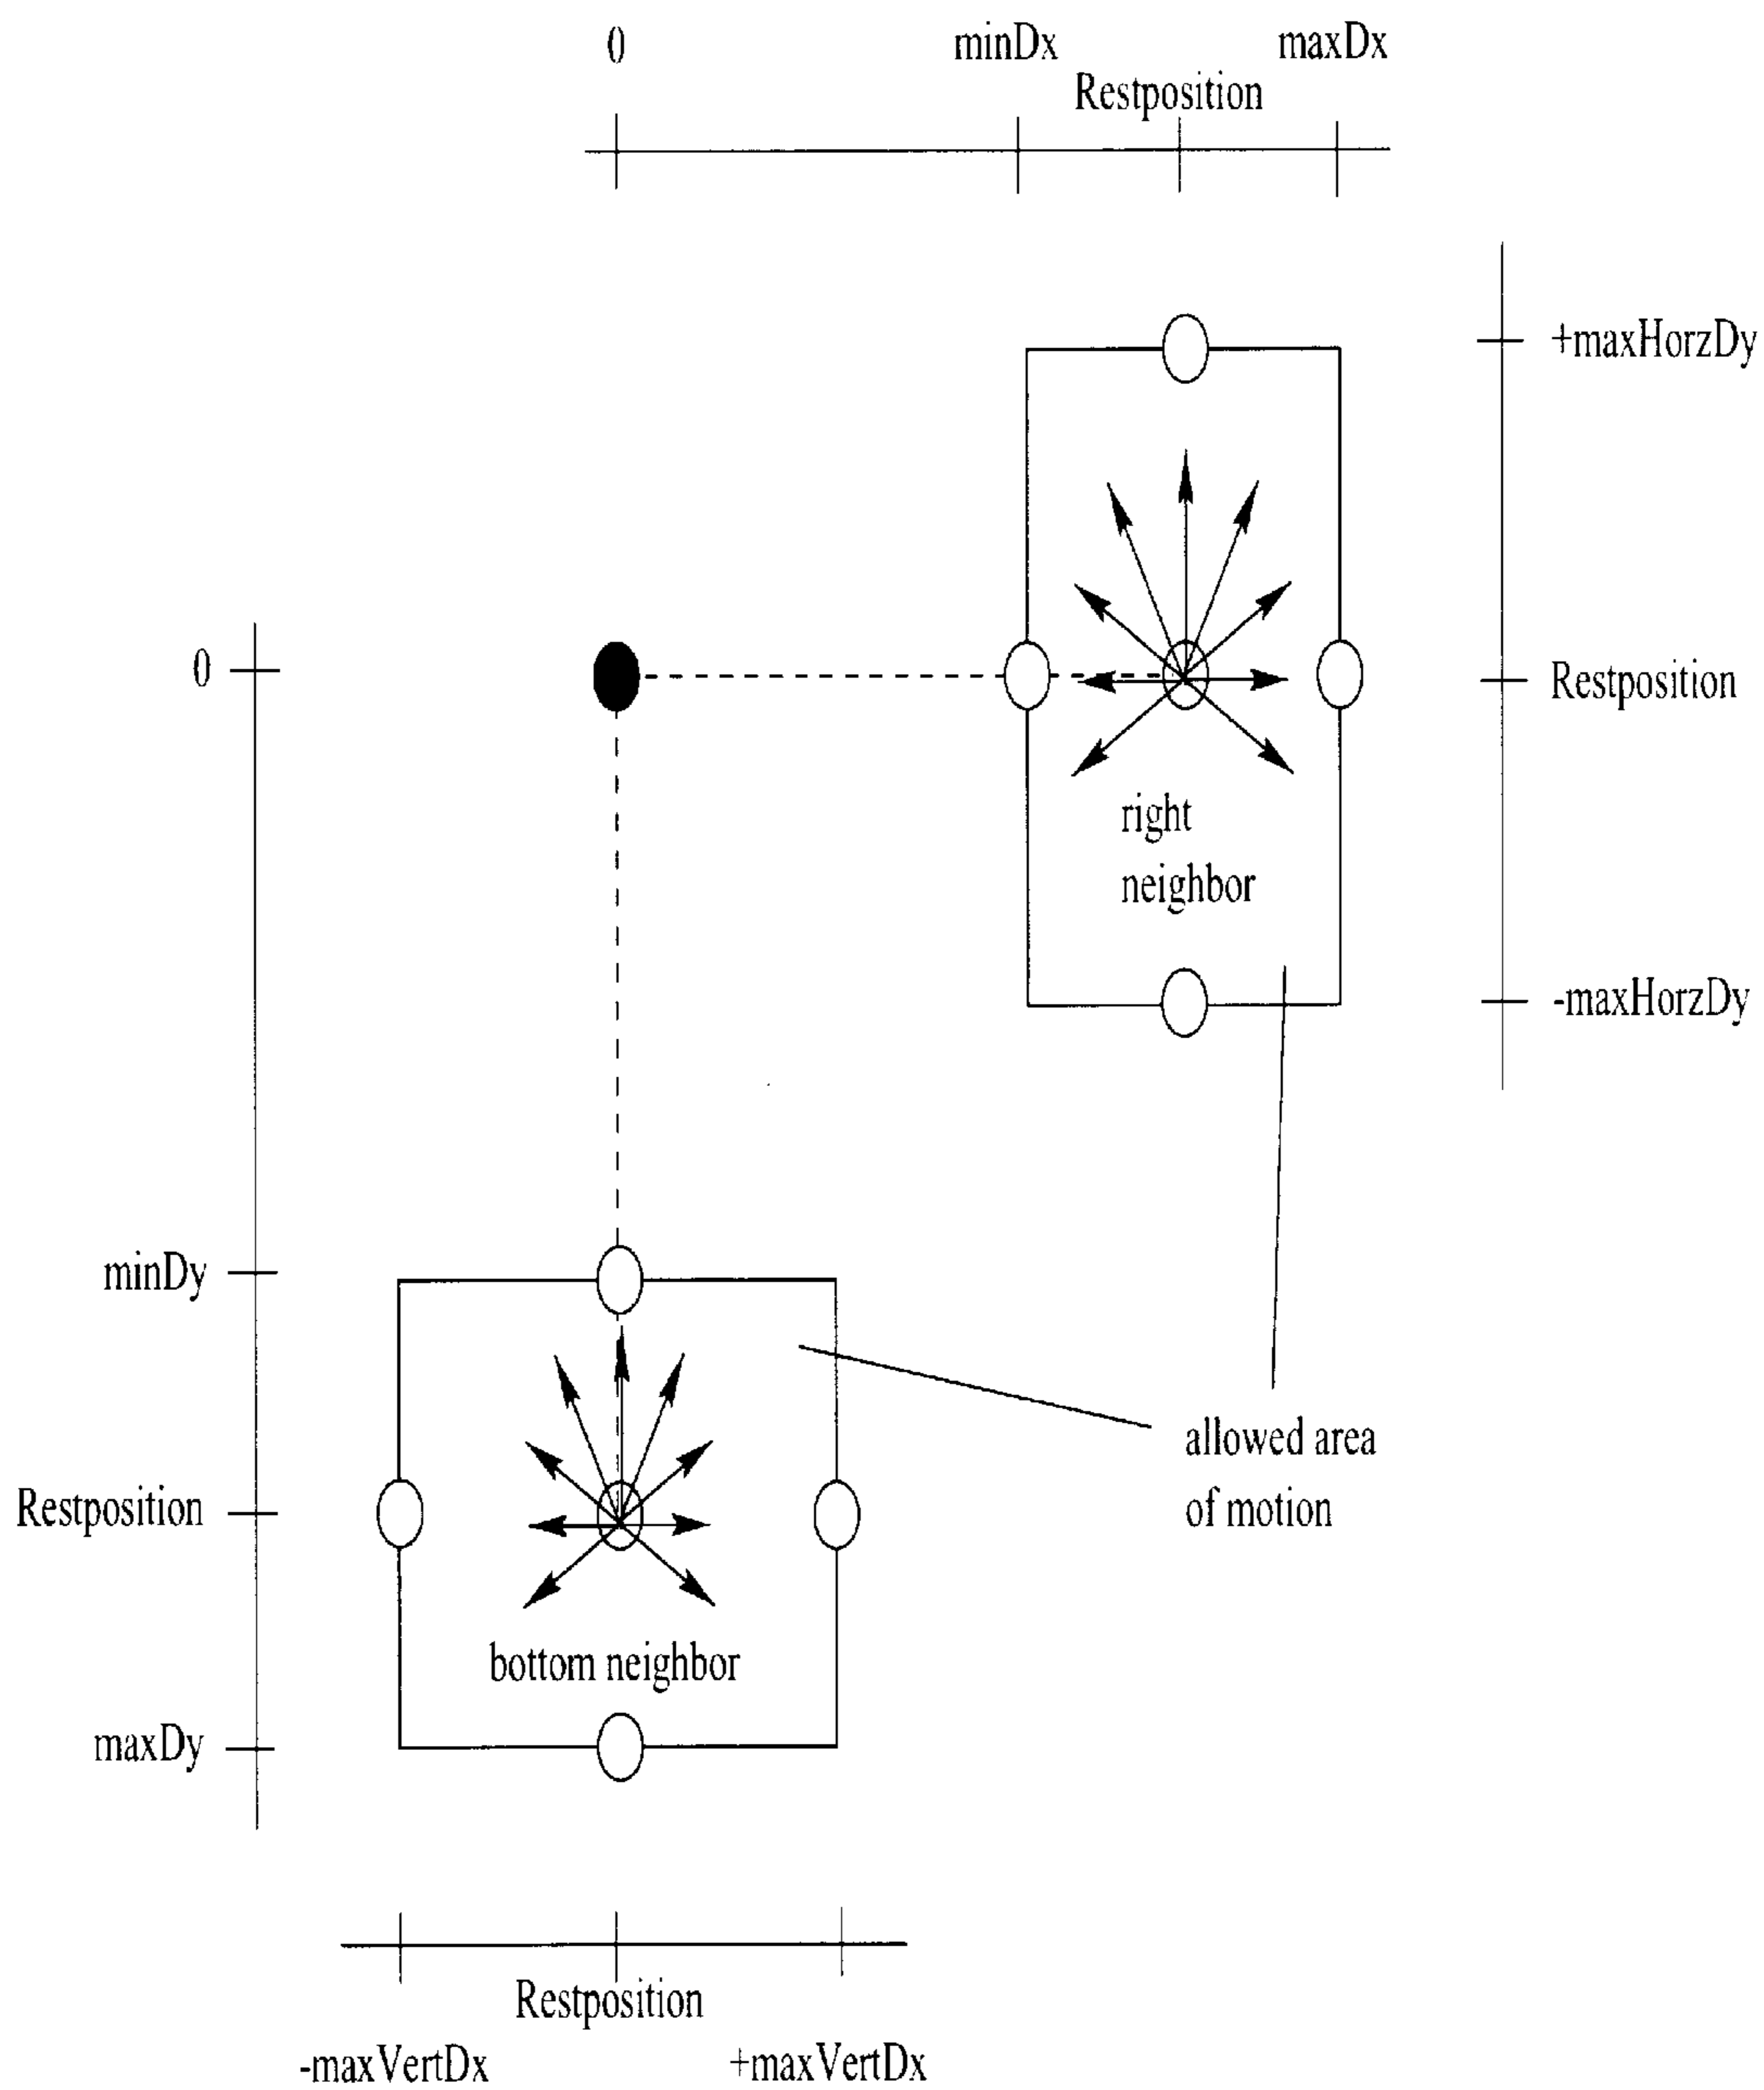 0
minDx
maxDx
Restposition
+maxHorzDy
0
Restposition
right
neighbor
-maxHorzDy
minDy
allowed area
of motion
Restposition
bottom neighbor
maxDy
Restposition
-maxVertDx
+maxVertDx